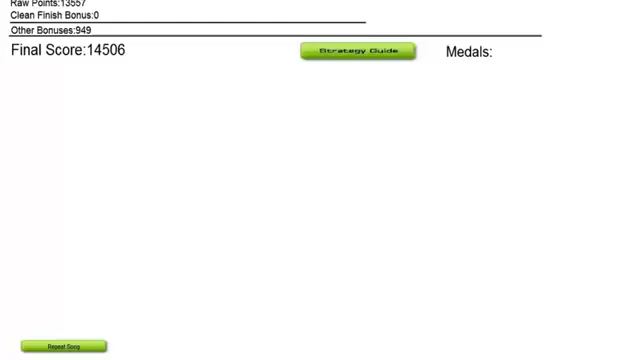 Raw Points:13557
Clean Finish Bonus:0
Other Bonuses:949
Final Score:14506
Strategy Guide
Medals:
Repeat Song